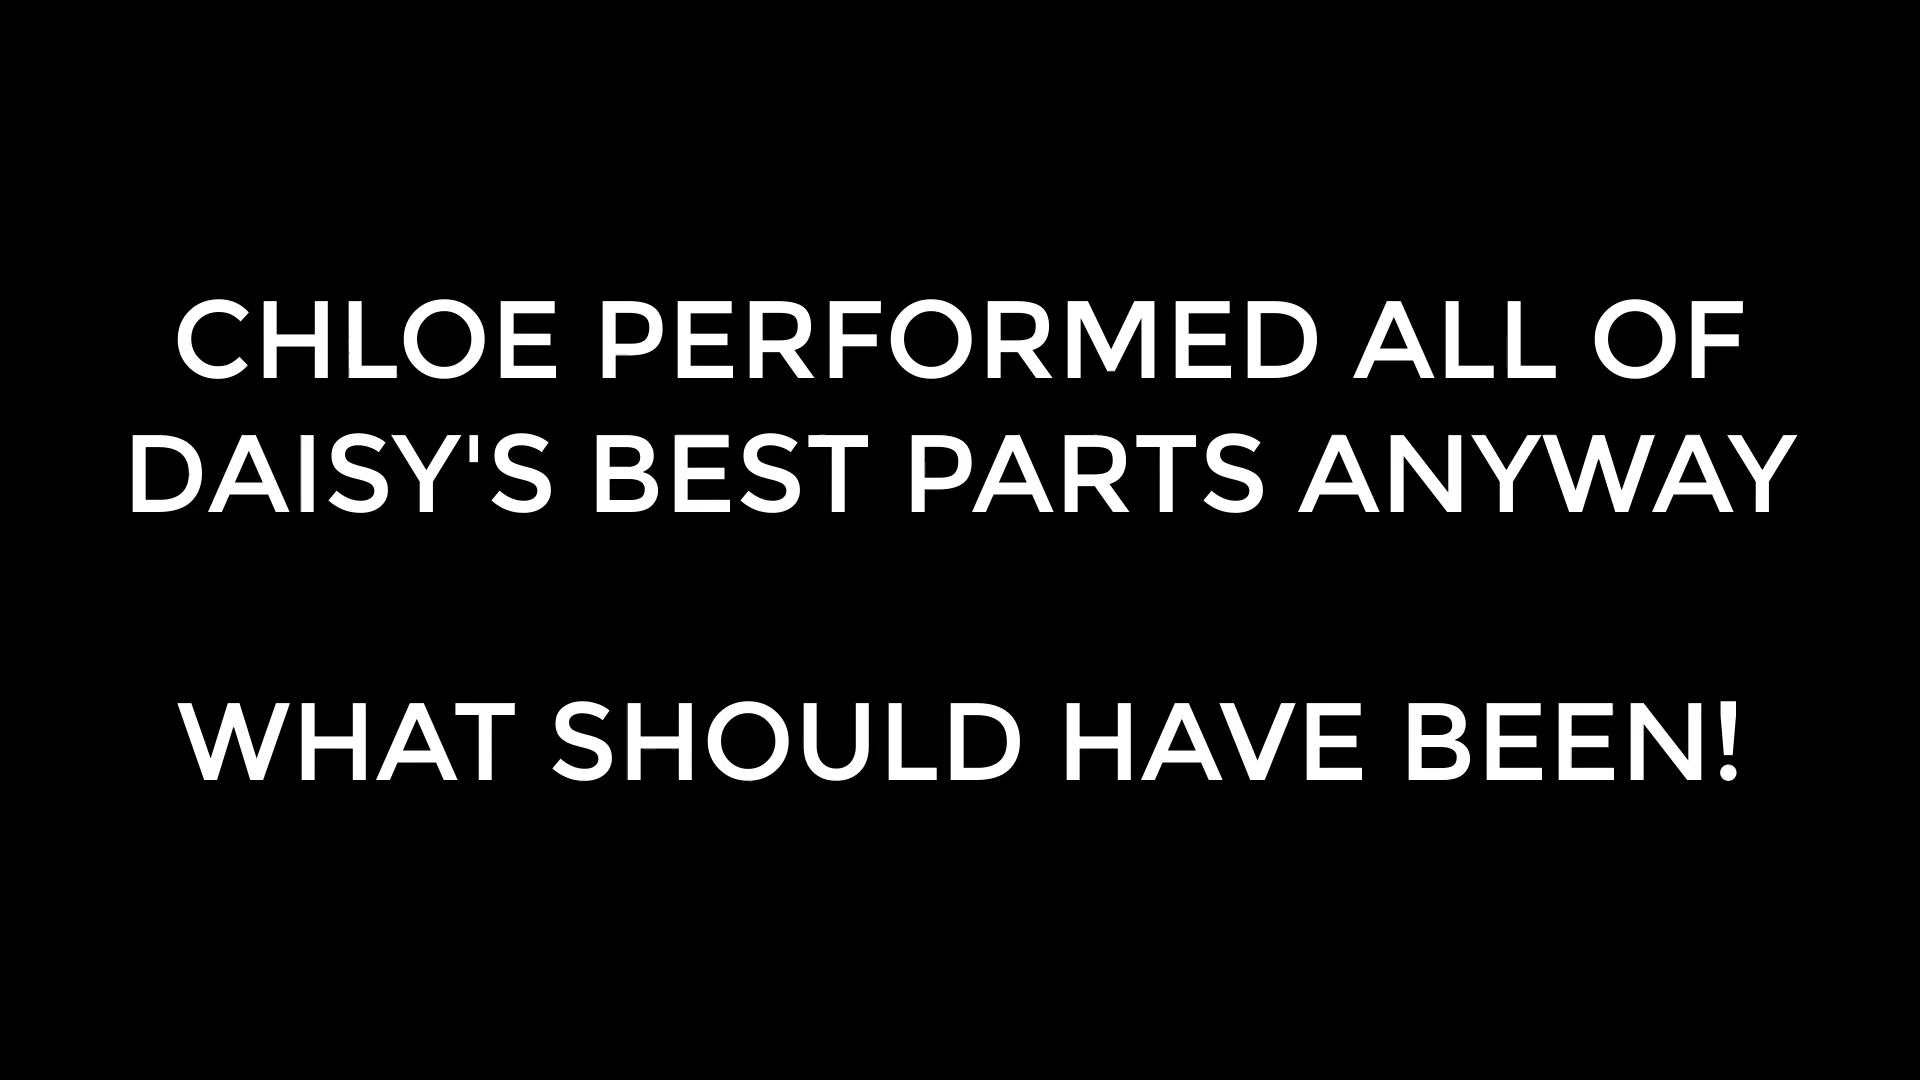 CHLOE PERFORMED ALL OF
DAISY'S BEST PARTS ANYWAY
WHAT SHOULD HAVE BEEN!